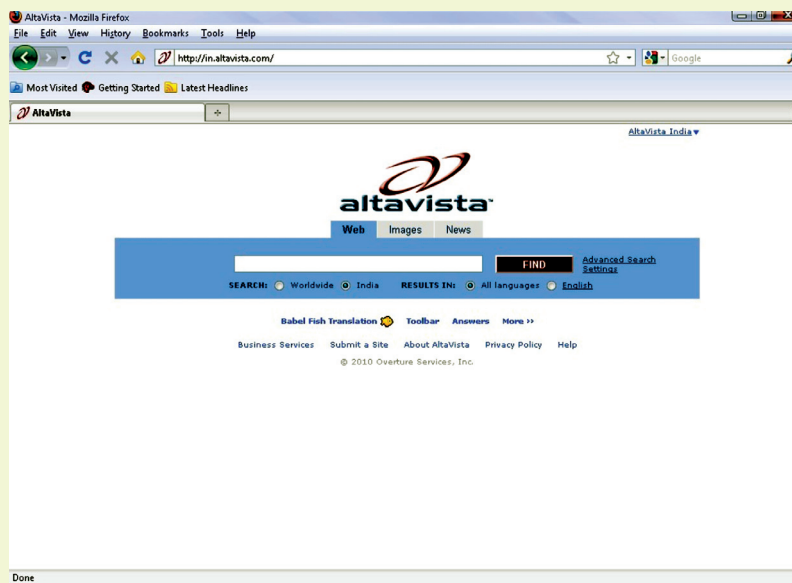 AltaVista - Mozilla Firefox
File Edit View History Bookmarks Tools Help
http://in.altavista.com/ Google
Most Visited Getting Started Latest Headlines
AltaVista
AltaVista India
altavista
Web Images News
FIND Advanced Search
Settings
SEARCH: Worldwide India RESULTS IN: All languages English
Babel Fish Translation Toolbar Answers More >>
Business Services Submit a Site About AltaVista Privacy Policy Help
© 2010 Overture Services, Inc.
Done